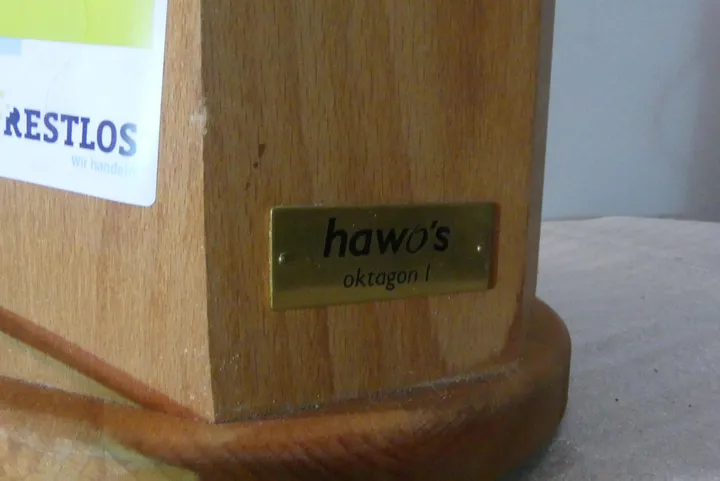 RESTLOS
Wir handeln
hawo's
oktagon I